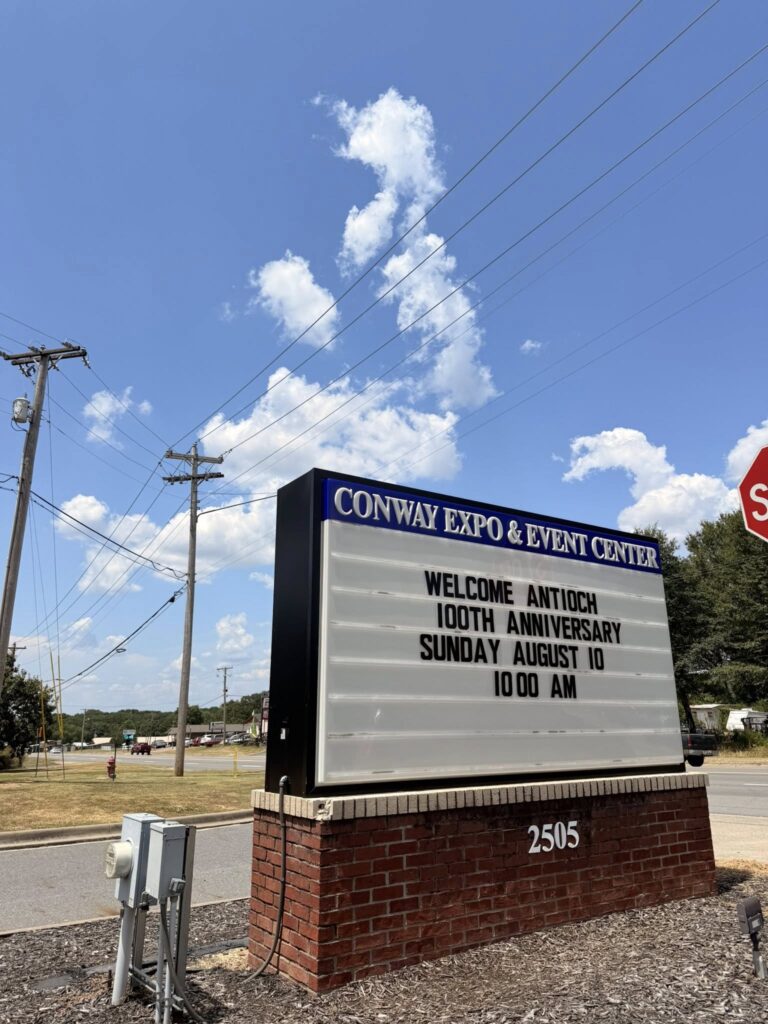 CONWAY EXPO & EVENT CENTER
WELCOME ANTIOCH
100TH ANNIVERSARY
SUNDAY AUGUST 10
10 00 AM
2505